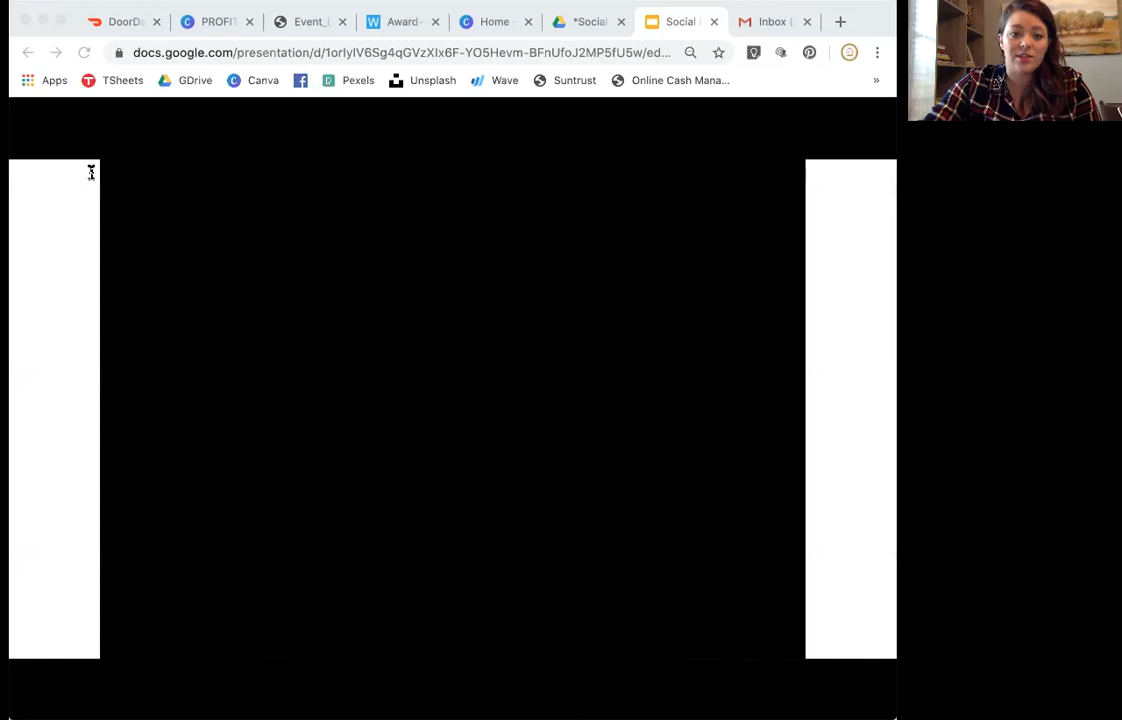 DoorDa PROFIT Event_D Award- Home - *Social Social Inbox (
docs.google.com/presentation/d/1orlyIV6Sg4qGVzXIx6F-YO5Hevm-BFnUfoJ2MP5fU5w/ed...
Apps TSheets GDrive Canva Pexels Unsplash Wave Suntrust Online Cash Mana... »